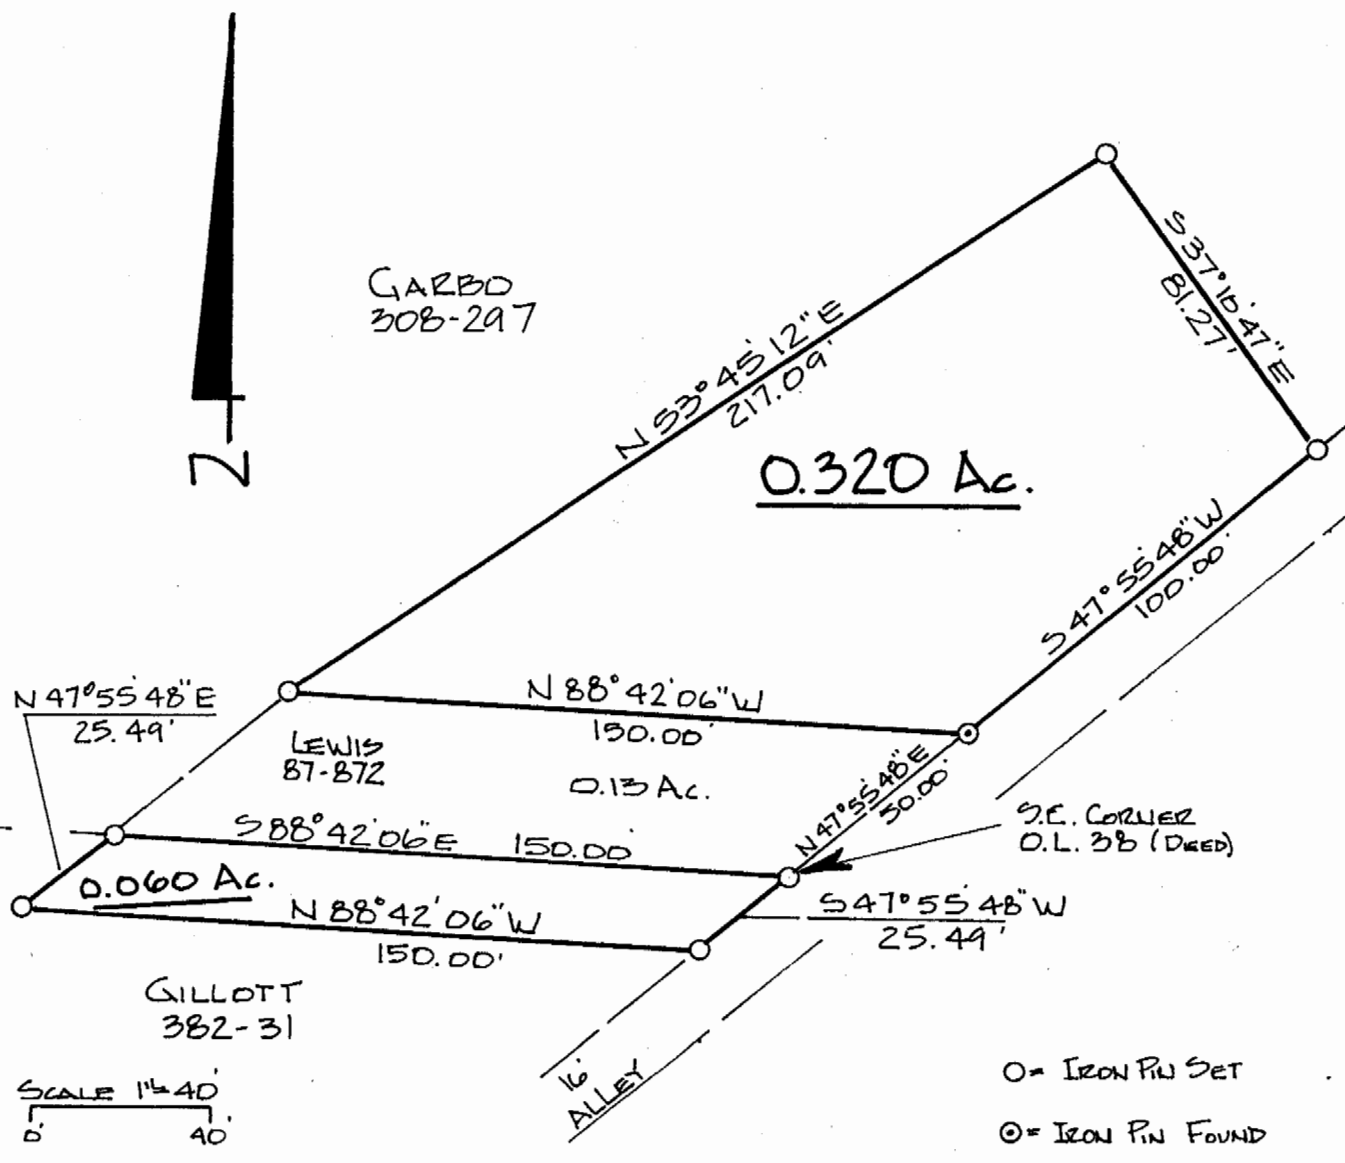 N
GARBO
308-297
N 53° 45' 12" E
217.09'
S 37° 16' 47" E
81.27'
0.320 Ac.
S 47° 55' 48" W
100.00'
N 47° 55' 48" E
25.49'
N 88° 42' 06" W
150.00'
LEWIS
87-872
0.13 Ac.
N 47° 55' 48" E
50.00'
S.E. CORNER
O.L. 38 (DEED)
S 88° 42' 06" E 150.00'
0.060 Ac.
N 88° 42' 06" W
150.00'
S 47° 55' 48" W
25.49'
GILLOTT
382-31
16'
ALLEY
SCALE 1"=40'
0' 40'
O= IRON PIN SET
⊙= IRON PIN FOUND